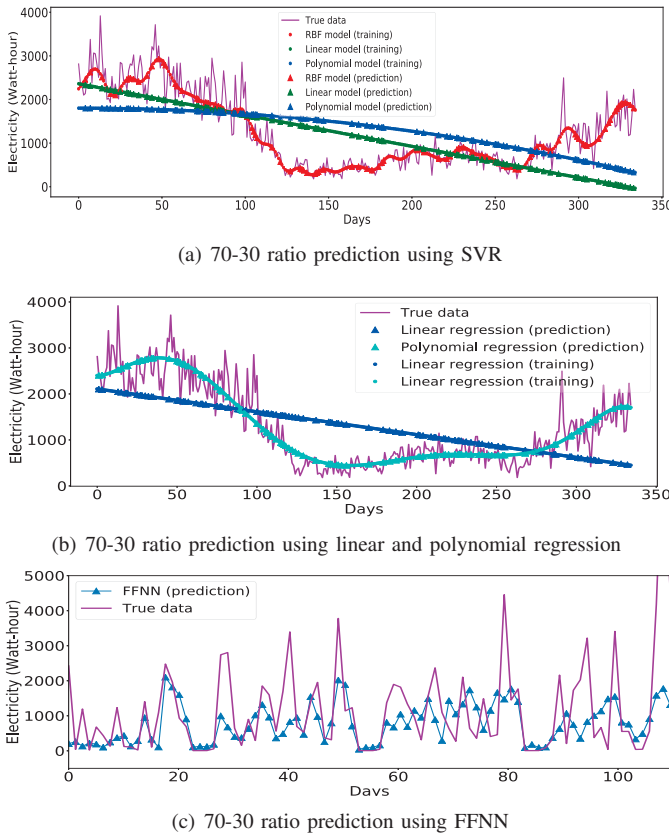 4000
3000
2000
1000
0
Electricity (Watt-hour)
True data
RBF model (training)
Linear model (training)
Polynomial model (training)
RBF model (prediction)
Linear model (prediction)
Polynomial model (prediction)
0 50 100 150 200 250 300 350
Days
(a) 70-30 ratio prediction using SVR
4000
3000
2000
1000
0
Electricity (Watt-hour)
True data
Linear regression (prediction)
Polynomial regression (prediction)
Linear regression (training)
Linear regression (training)
0 50 100 150 200 250 300 350
Days
(b) 70-30 ratio prediction using linear and polynomial regression
5000
4000
3000
2000
1000
0
Electricity (Watt-hour)
FFNN (prediction)
True data
0 20 40 60 80 100
Days
(c) 70-30 ratio prediction using FFNN